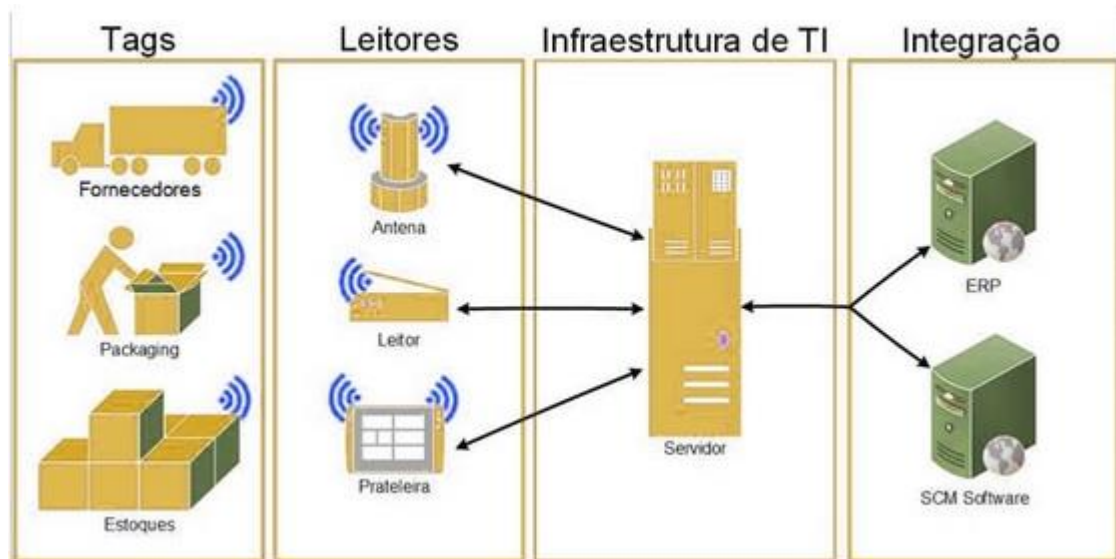 Tags
Leitores
Infraestrutura de TI
Integração
Fornecedores
Packaging
Estoques
Antena
Leitor
Prateleira
Servidor
ERP
SCM Software